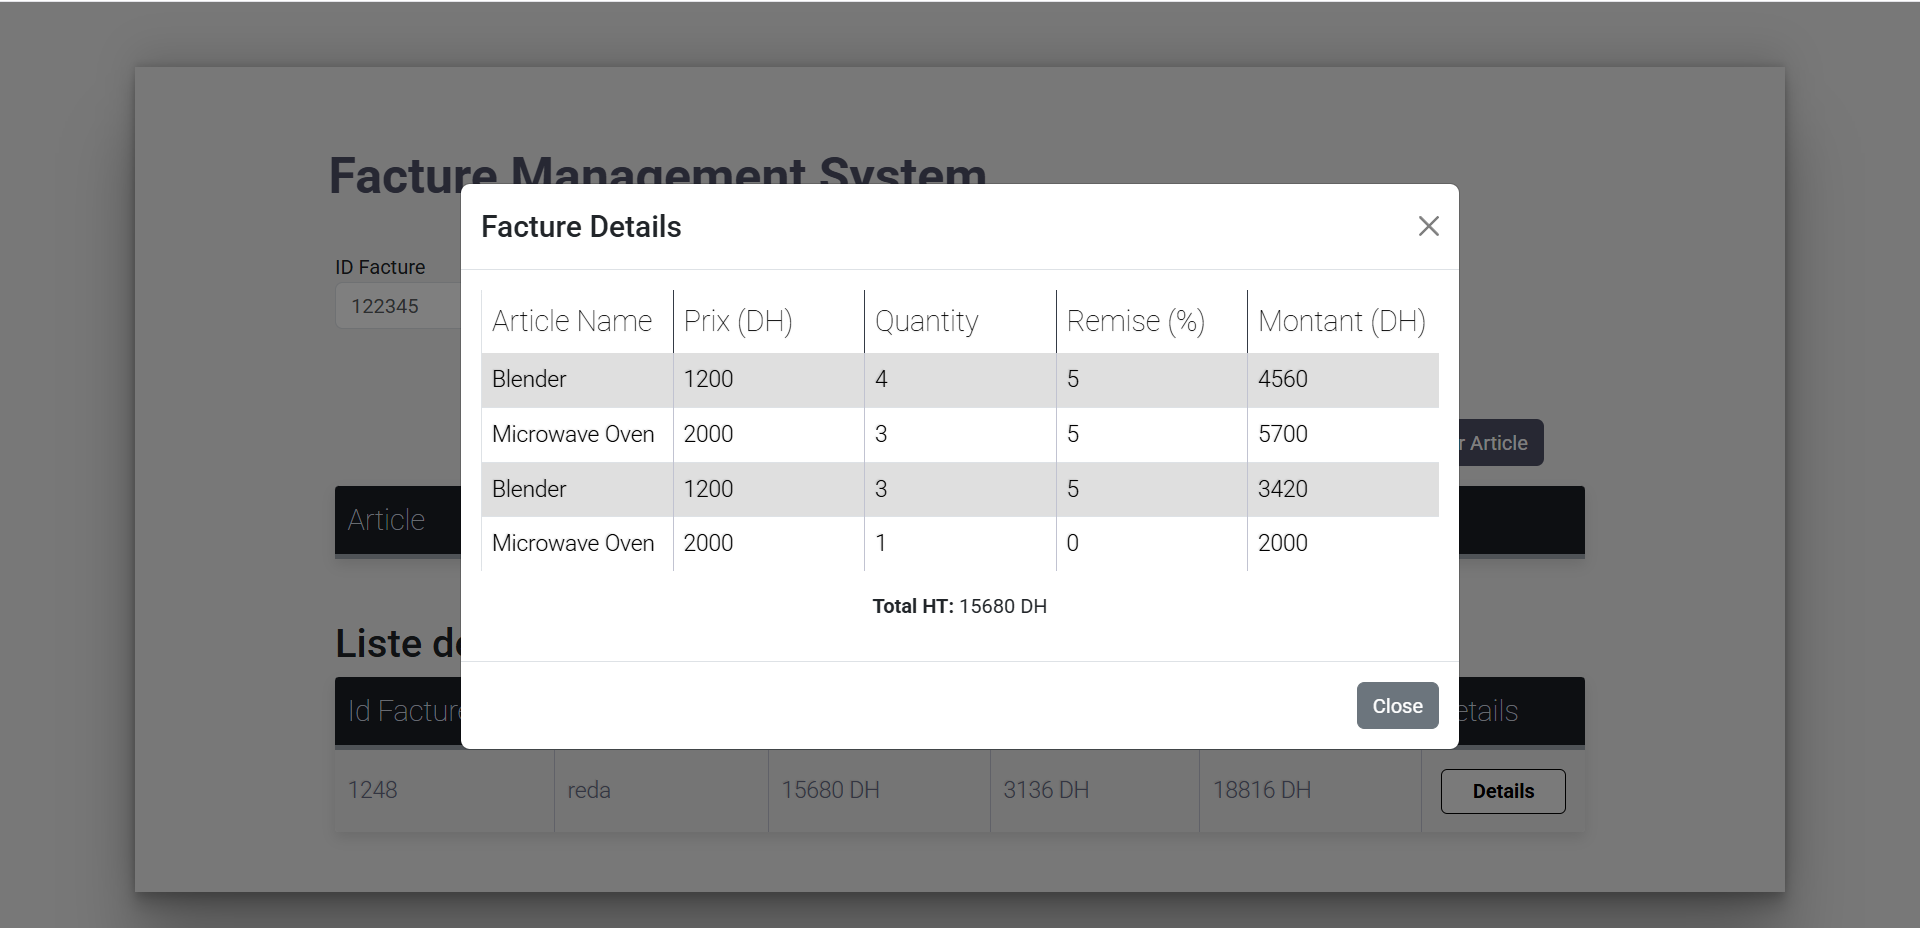 Facture Management System
Facture Details
ID Facture
122345
Article Name Prix (DH) Quantity Remise (%) Montant (DH)
Blender 1200 4 5 4560
Microwave Oven 2000 3 5 5700
Blender 1200 3 5 3420
Microwave Oven 2000 1 0 2000
Article
Article
Total HT: 15680 DH
Liste
Close
Id Facture
1248 reda 15680 DH 3136 DH 18816 DH Details